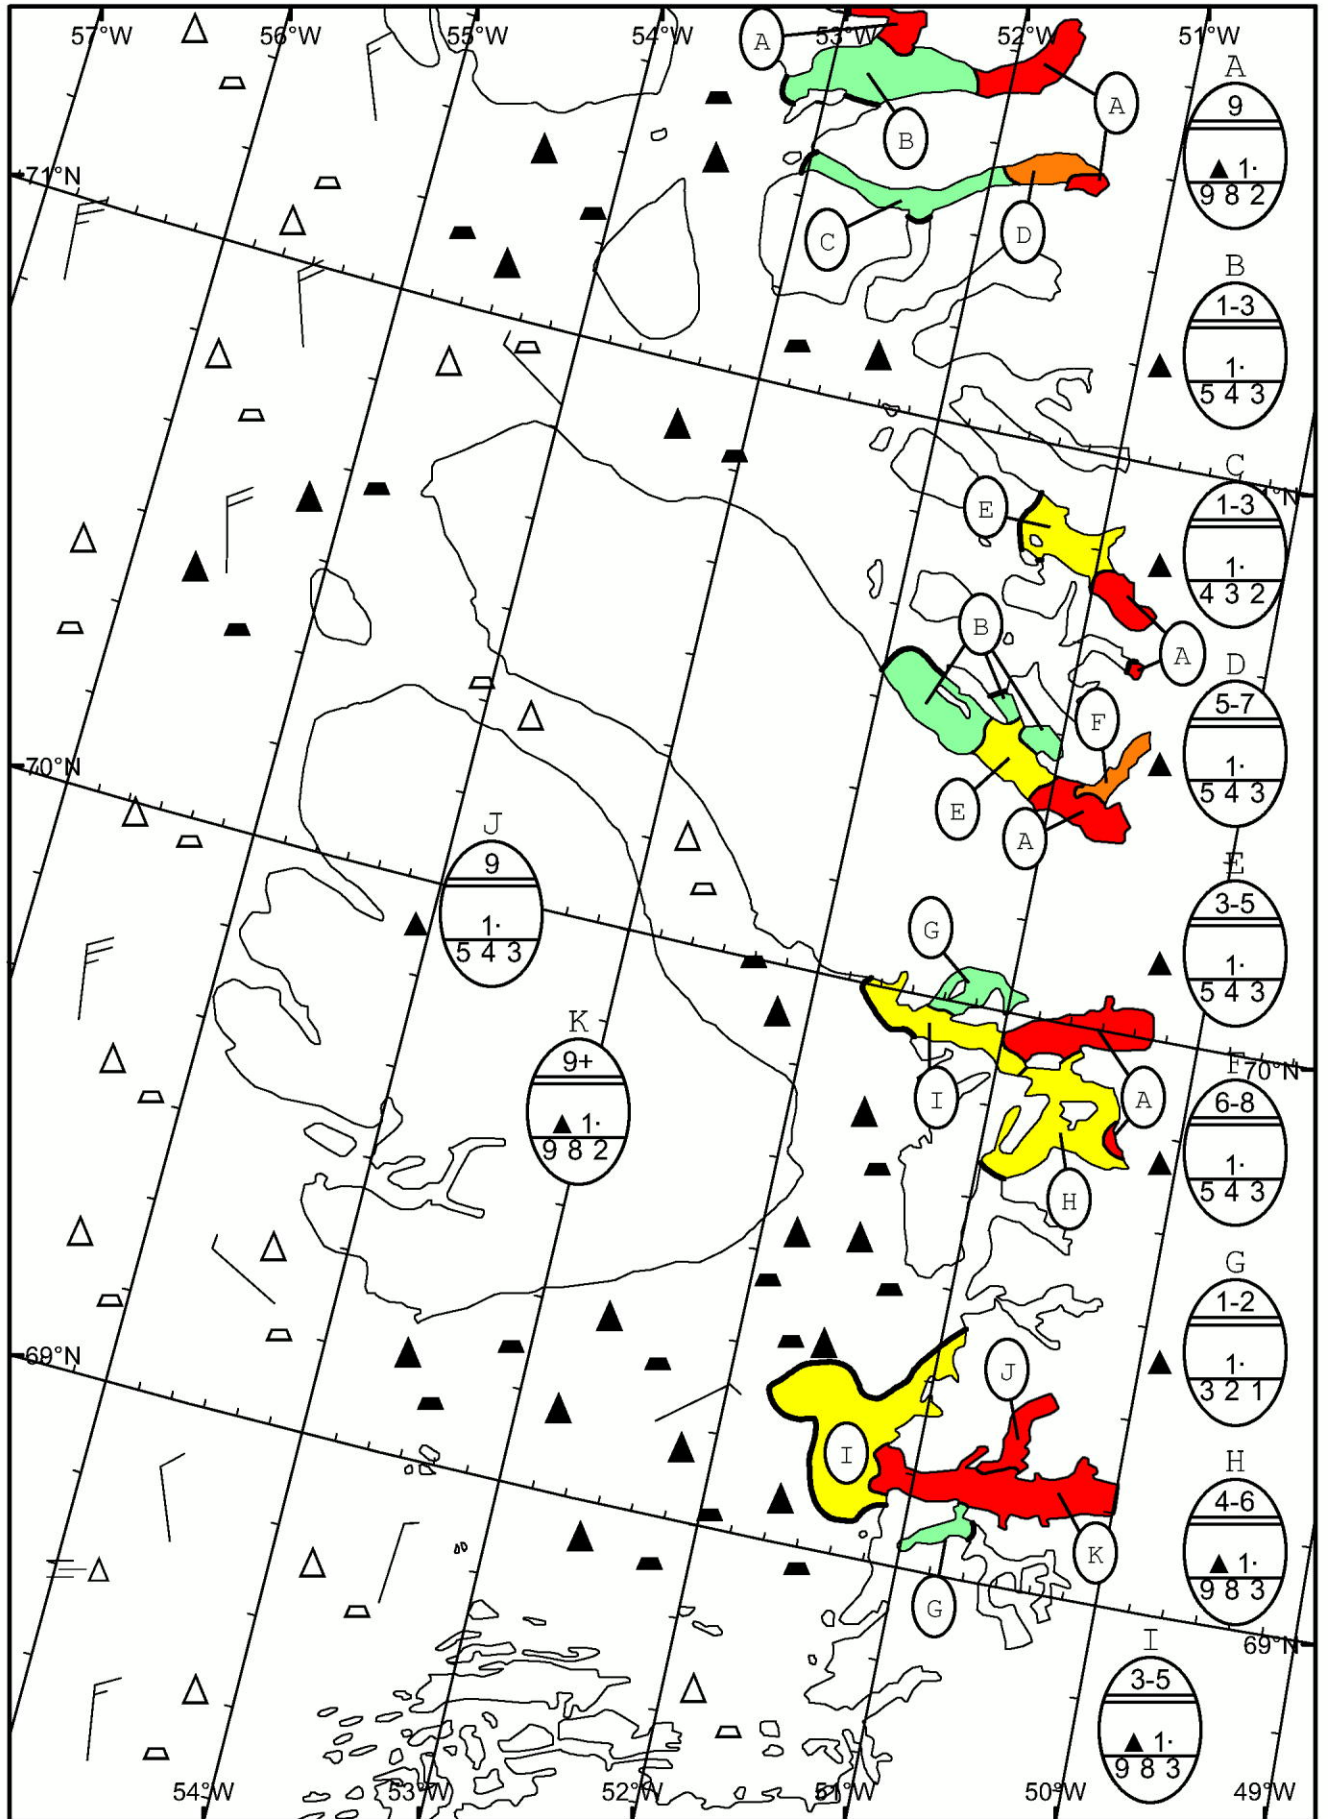 57°W 56°W 55°W 54°W 53°W 52°W 51°W
A
A
B
71°N
C
D
A
9
1·
9 8 2
B
1-3
1·
5 4 3
C
1-3
1·
4 3 2
E
A
B
F
E
A
D
5-7
1·
5 4 3
70°N
J
9
1·
5 4 3
E
3-5
1·
5 4 3
G
K
9+
1·
9 8 2
I
A
H
70°N
F
6-8
1·
5 4 3
G
1-2
1·
3 2 1
69°N
J
I
K
G
H
4-6
1·
9 8 3
69°N
I
3-5
1·
9 8 3
54°W 53°W 52°W 51°W 50°W 49°W